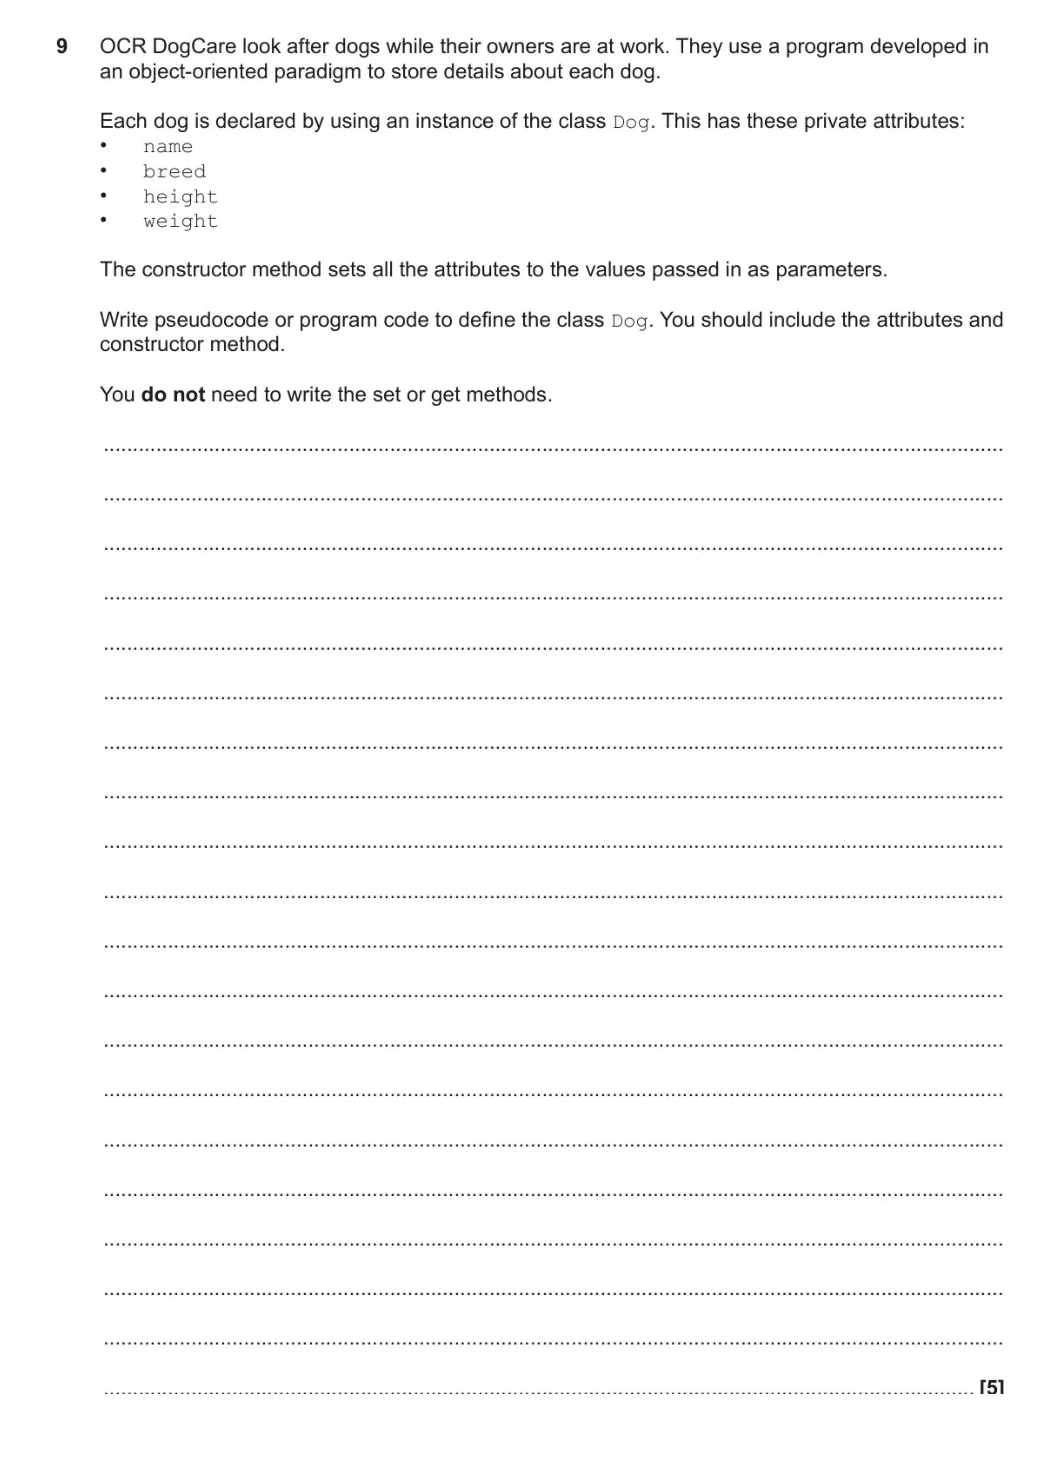 9 OCR DogCare look after dogs while their owners are at work. They use a program developed in
an object-oriented paradigm to store details about each dog.
Each dog is declared by using an instance of the class Dog. This has these private attributes:
• name
• breed
• height
• weight
The constructor method sets all the attributes to the values passed in as parameters.
Write pseudocode or program code to define the class Dog. You should include the attributes and
constructor method.
You do not need to write the set or get methods.
[5]